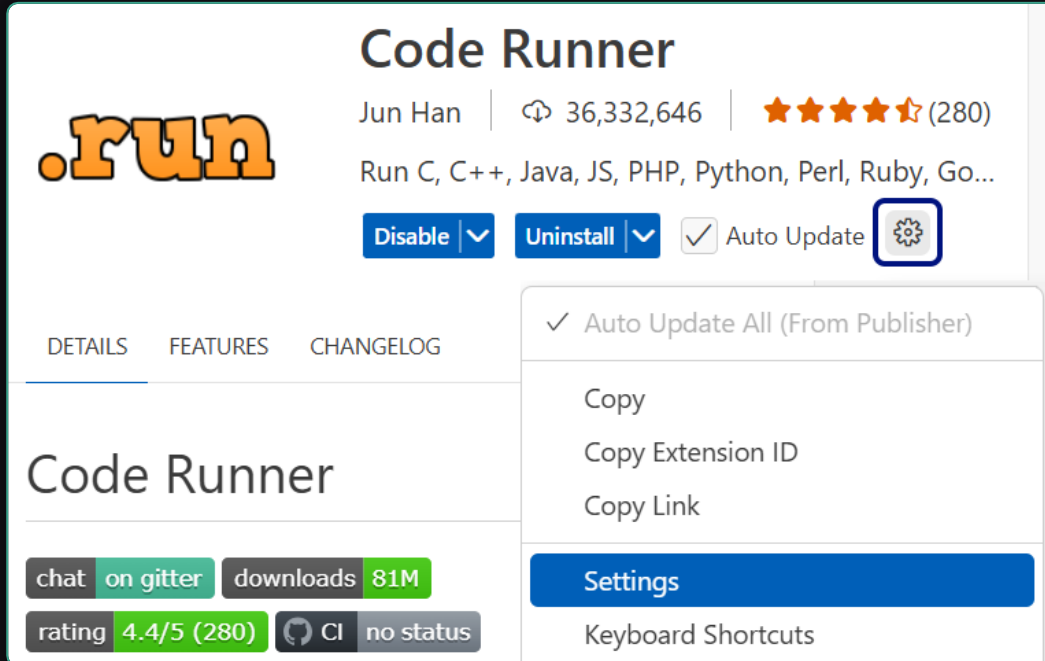 Code Runner
.run
Jun Han 36,332,646 (280)
Run C, C++, Java, JS, PHP, Python, Perl, Ruby, Go...
Disable Uninstall Auto Update
Auto Update All (From Publisher)
DETAILS FEATURES CHANGELOG
Copy
Copy Extension ID
Copy Link
Settings
Keyboard Shortcuts
Code Runner
chat on gitter downloads 81M
rating 4.4/5 (280) CI no status